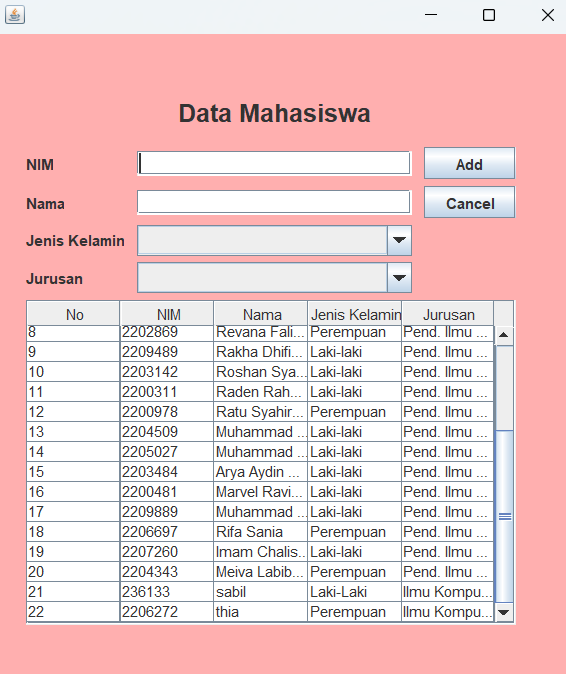 Data Mahasiswa
NIM Add
Nama Cancel
Jenis Kelamin
Jurusan
No NIM Nama Jenis Kelamin Jurusan
8 2202869 Revana Fali... Perempuan Pend. Ilmu ...
9 2209489 Rakha Dhifi... Laki-laki Pend. Ilmu ...
10 2203142 Roshan Sya... Laki-laki Pend. Ilmu ...
11 2200311 Raden Rah... Laki-laki Pend. Ilmu ...
12 2200978 Ratu Syahir... Perempuan Pend. Ilmu ...
13 2204509 Muhammad ... Laki-laki Pend. Ilmu ...
14 2205027 Muhammad ... Laki-laki Pend. Ilmu ...
15 2203484 Arya Aydin ... Laki-laki Pend. Ilmu ...
16 2200481 Marvel Ravi... Laki-laki Pend. Ilmu ...
17 2209889 Muhammad ... Laki-laki Pend. Ilmu ...
18 2206697 Rifa Sania Perempuan Pend. Ilmu ...
19 2207260 Imam Chalis... Laki-laki Pend. Ilmu ...
20 2204343 Meiva Labib... Perempuan Pend. Ilmu ...
21 236133 sabil Laki-Laki Ilmu Kompu...
22 2206272 thia Perempuan Ilmu Kompu...